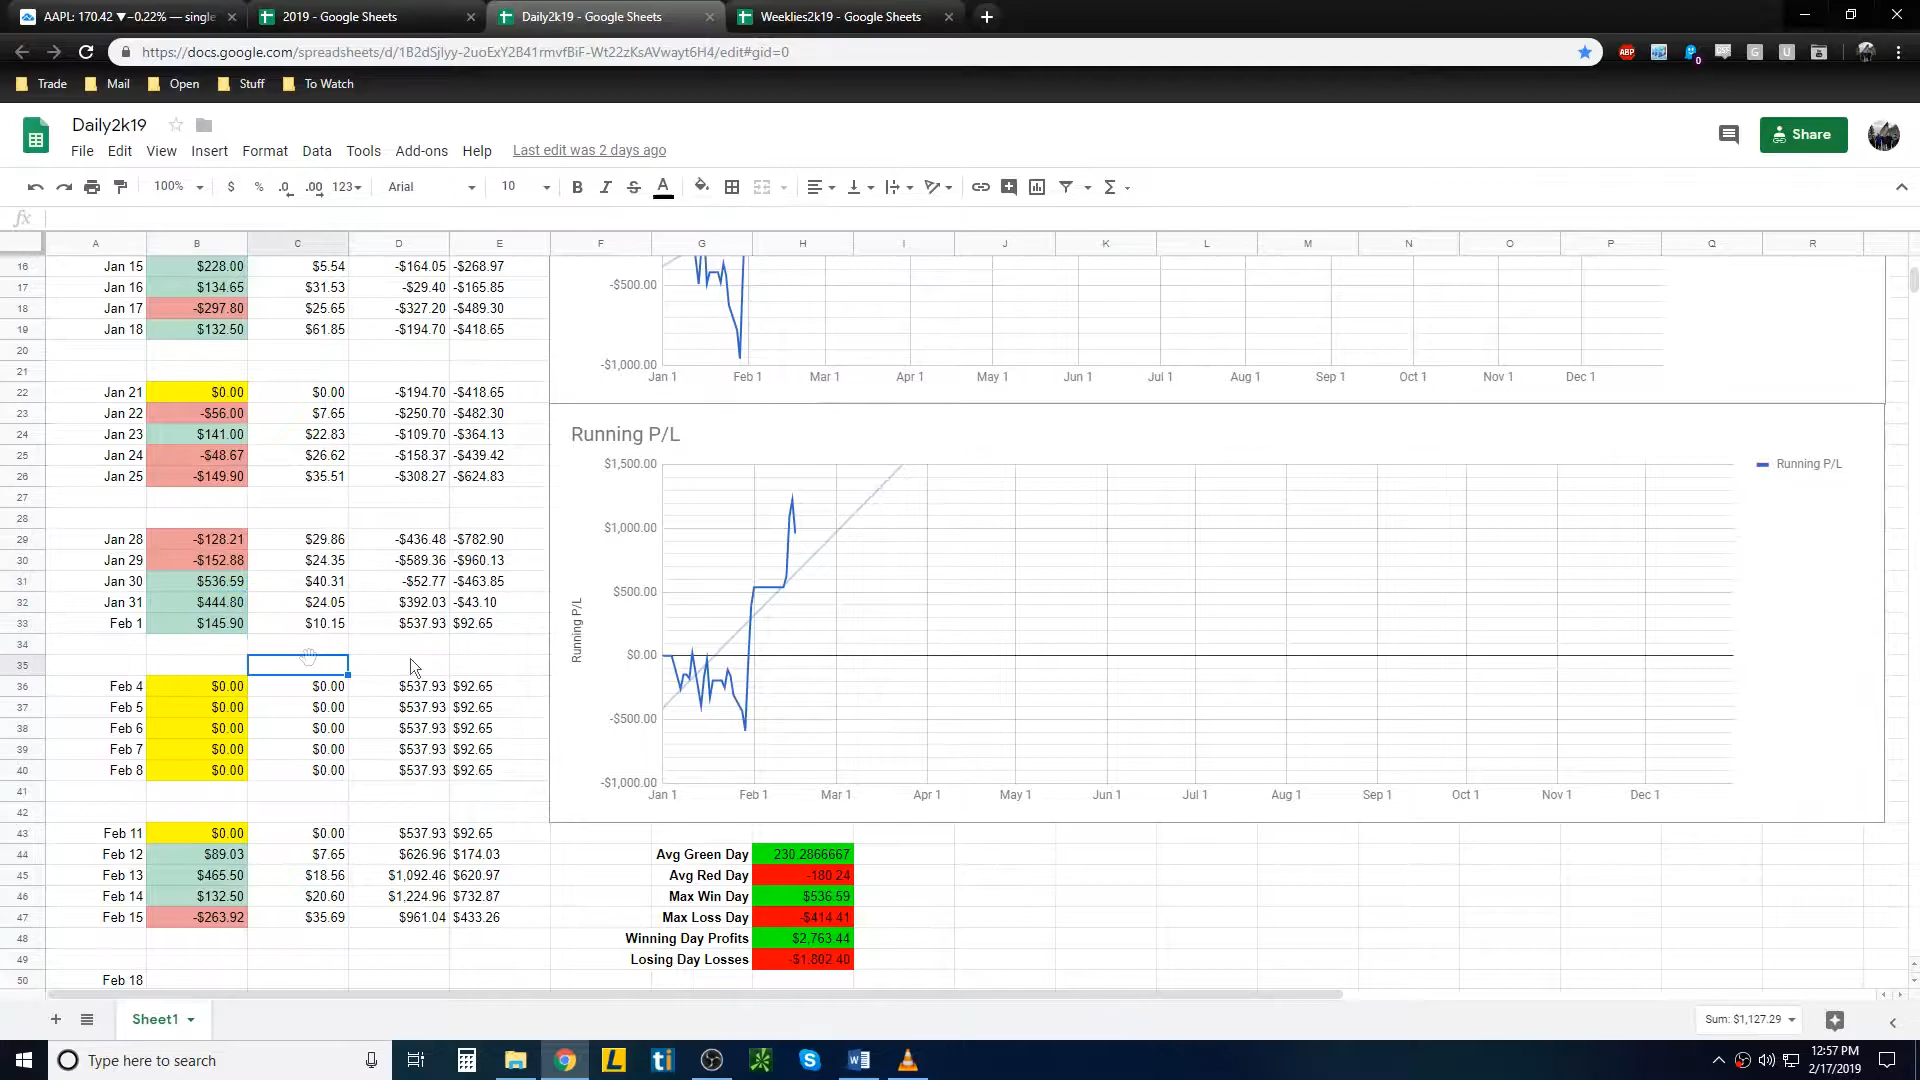 AAPL: 170.42 ▼−0.22% — single
2019 - Google Sheets
Daily2k19 - Google Sheets
Weeklies2k19 - Google Sheets
https://docs.google.com/spreadsheets/d/1B2dSjlyy-2uoExY2B41rmvfBiF-Wt22zKsAVwayt6H4/edit#gid=0
Trade Mail Open Stuff To Watch
Daily2k19
Share
File Edit View Insert Format Data Tools Add-ons Help Last edit was 2 days ago
100% $ % .0 .00 123 Arial 10 B I S A Σ
fx
A B C D E F G H I J K L M N O P Q R
16 Jan 15 $228.00 $5.54 -$164.05 -$268.97
17 Jan 16 $134.65 $31.53 -$29.40 -$165.85
18 Jan 17 -$297.80 $25.65 -$327.20 -$489.30
19 Jan 18 $132.50 $61.85 -$194.70 -$418.65
20
21
22 Jan 21 $0.00 $0.00 -$194.70 -$418.65
23 Jan 22 -$56.00 $7.65 -$250.70 -$482.30
24 Jan 23 $141.00 $22.83 -$109.70 -$364.13
25 Jan 24 -$48.67 $26.62 -$158.37 -$439.42
26 Jan 25 -$149.90 $35.51 -$308.27 -$624.83
27
28
29 Jan 28 -$128.21 $29.86 -$436.48 -$782.90
30 Jan 29 -$152.88 $24.35 -$589.36 -$960.13
31 Jan 30 $536.59 $40.31 -$52.77 -$463.85
32 Jan 31 $444.80 $24.05 $392.03 -$43.10
33 Feb 1 $145.90 $10.15 $537.93 $92.65
34
35
36 Feb 4 $0.00 $0.00 $537.93 $92.65
37 Feb 5 $0.00 $0.00 $537.93 $92.65
38 Feb 6 $0.00 $0.00 $537.93 $92.65
39 Feb 7 $0.00 $0.00 $537.93 $92.65
40 Feb 8 $0.00 $0.00 $537.93 $92.65
41
42
43 Feb 11 $0.00 $0.00 $537.93 $92.65
44 Feb 12 $89.03 $7.65 $626.96 $174.03
45 Feb 13 $465.50 $18.56 $1,092.46 $620.97
46 Feb 14 $132.50 $20.60 $1,224.96 $732.87
47 Feb 15 -$263.92 $35.69 $961.04 $433.26
48
49
50 Feb 18
-$500.00
-$1,000.00
Jan 1 Feb 1 Mar 1 Apr 1 May 1 Jun 1 Jul 1 Aug 1 Sep 1 Oct 1 Nov 1 Dec 1
Running P/L
Running P/L
Running P/L
$1,500.00
$1,000.00
$500.00
$0.00
-$500.00
-$1,000.00
Jan 1 Feb 1 Mar 1 Apr 1 May 1 Jun 1 Jul 1 Aug 1 Sep 1 Oct 1 Nov 1 Dec 1
Avg Green Day 230.2866667
Avg Red Day -180.24
Max Win Day $536.59
Max Loss Day -$414.41
Winning Day Profits $2,763.44
Losing Day Losses -$1,802.40
Sheet1
Sum: $1,127.29
Type here to search
12:57 PM
2/17/2019